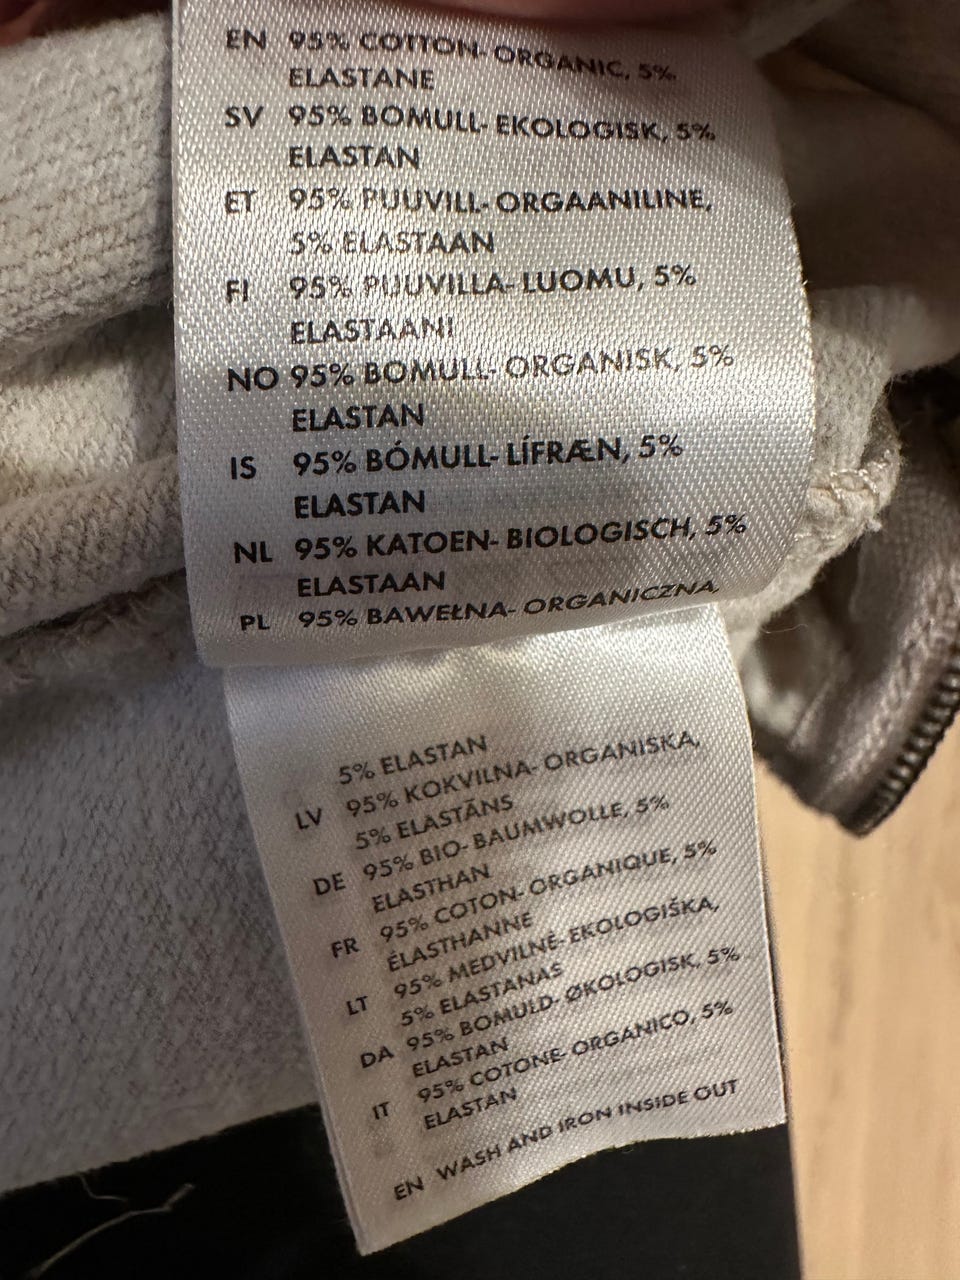 EN 95% COTTON- ORGANIC, 5%
ELASTANE
SV 95% BOMULL- EKOLOGISK, 5%
ELASTAN
ET 95% PUUVILL- ORGAANILINE,
5% ELASTAAN
FI 95% PUUVILLA- LUOMU, 5%
ELASTAANI
NO 95% BOMULL- ORGANISK, 5%
ELASTAN
IS 95% BÓMULL- LÍFRÆN, 5%
ELASTAN
NL 95% KATOEN- BIOLOGISCH, 5%
ELASTAAN
PL 95% BAWEŁNA- ORGANICZNA,
5% ELASTAN
LV 95% KOKVILNA- ORGANISKA,
5% ELASTĀNS
DE 95% BIO- BAUMWOLLE, 5%
ELASTHAN
FR 95% COTON- ORGANIQUE, 5%
ÉLASTHANNE
LT 95% MEDVILNĖ- EKOLOGIŠKA,
5% ELASTANAS
DA 95% BOMULD- ØKOLOGISK, 5%
ELASTAN
IT 95% COTONE- ORGANICO, 5%
ELASTAN
EN WASH AND IRON INSIDE OUT